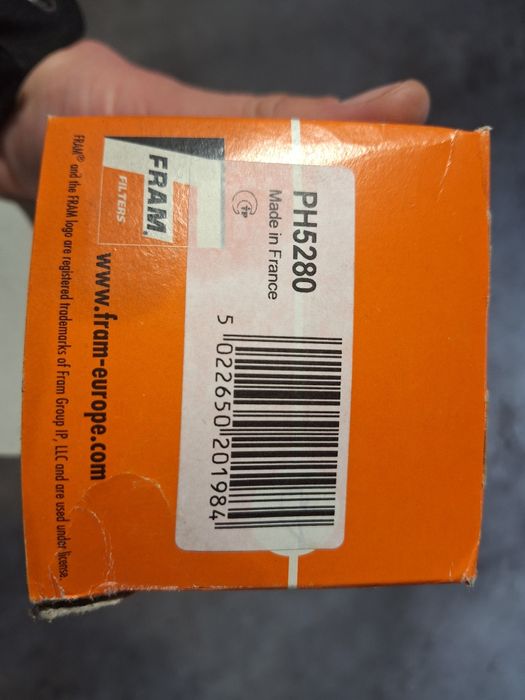 PH5280
Made in France
TP
5 022650 201984
FRAM®
FILTERS
www.fram-europe.com
FRAM® and the FRAM logo are registered trademarks of Fram Group IP, LLC and are used under license.